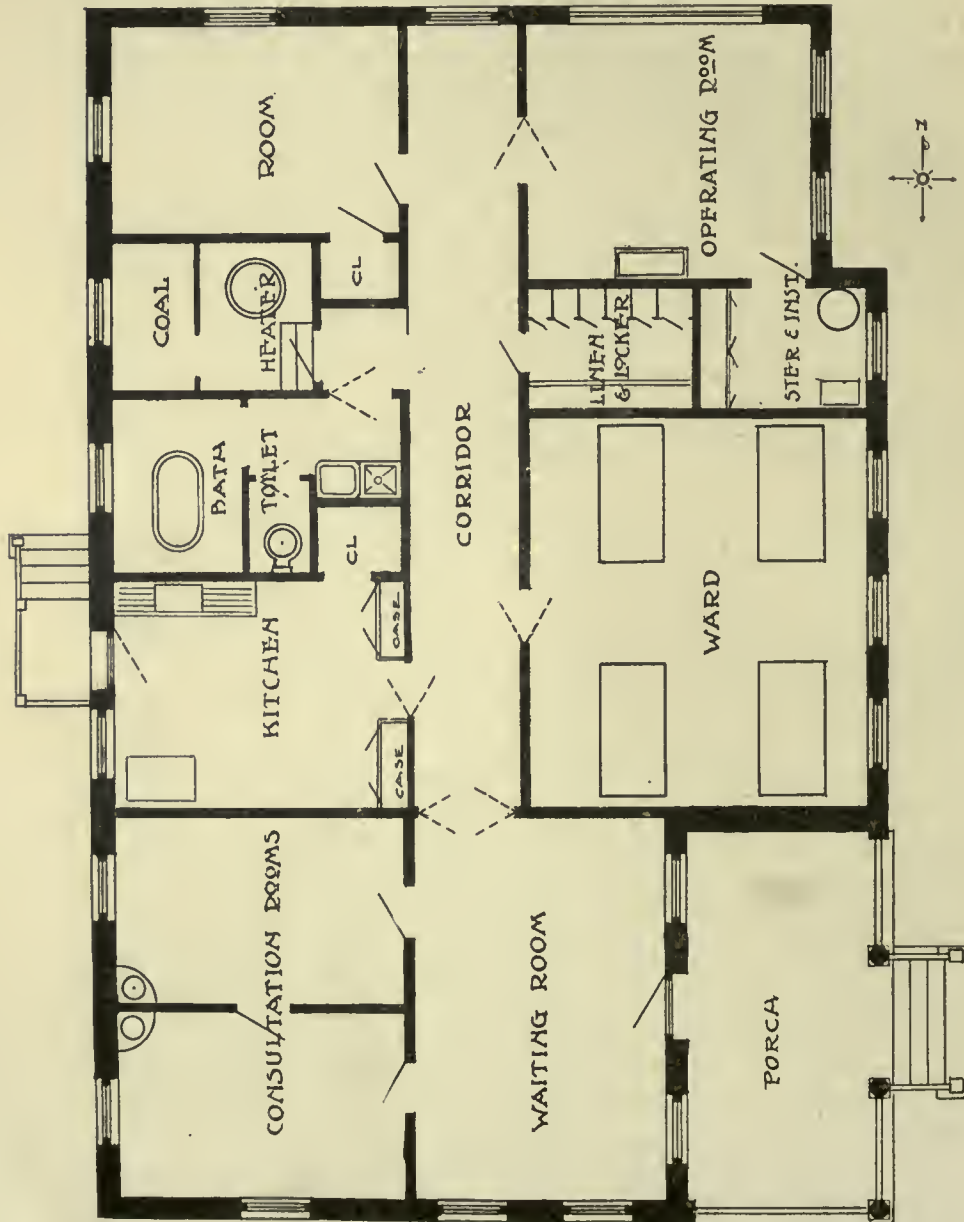 CONSULTATION ROOMS
KITCHEN
CASE
CASE
BATH
TOILET
CL
COAL
HEATER
CL
ROOM
CORRIDOR
WAITING ROOM
WARD
LINEN
& LOCKER
OPERATING ROOM
STER & INST.
PORCA
N